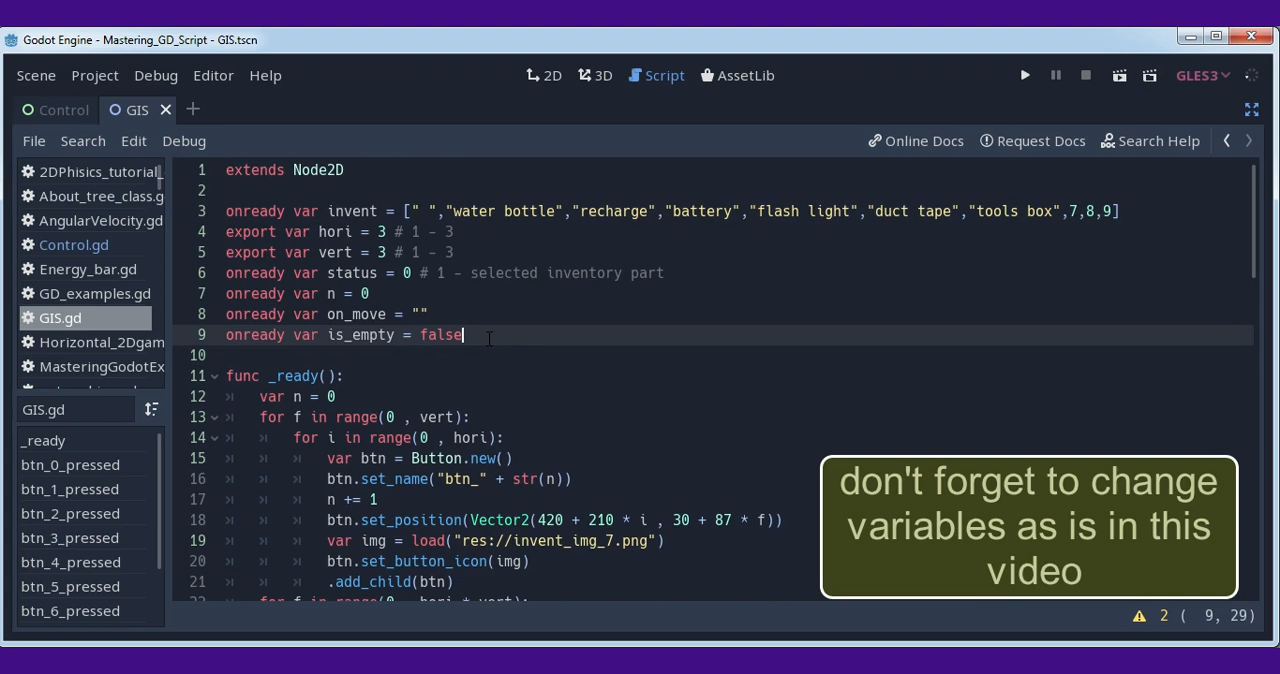 Godot Engine - Mastering_GD_Script - GIS.tscn
Scene Project Debug Editor Help 2D 3D Script AssetLib GLES3
Control GIS
File Search Edit Debug Online Docs Request Docs Search Help
2DPhisics_tutorial_
About_tree_class.g
AngularVelocity.gd
Control.gd
Energy_bar.gd
GD_examples.gd
GIS.gd
Horizontal_2Dgam
MasteringGodotEx
GIS.gd
_ready
btn_0_pressed
btn_1_pressed
btn_2_pressed
btn_3_pressed
btn_4_pressed
btn_5_pressed
btn_6_pressed
1 extends Node2D
2
3 onready var invent = [" ","water bottle","recharge","battery","flash light","duct tape","tools box",7,8,9]
4 export var hori = 3 # 1 - 3
5 export var vert = 3 # 1 - 3
6 onready var status = 0 # 1 - selected inventory part
7 onready var n = 0
8 onready var on_move = ""
9 onready var is_empty = false
10
11 func _ready():
12 var n = 0
13 for f in range(0 , vert):
14 for i in range(0 , hori):
15 var btn = Button.new()
16 btn.set_name("btn_" + str(n))
17 n += 1
18 btn.set_position(Vector2(420 + 210 * i , 30 + 87 * f))
19 var img = load("res://invent_img_7.png")
20 btn.set_button_icon(img)
21 .add_child(btn)
22 for f in range(0 , hori * vert):
don't forget to change
variables as is in this
video
2 ( 9, 29)